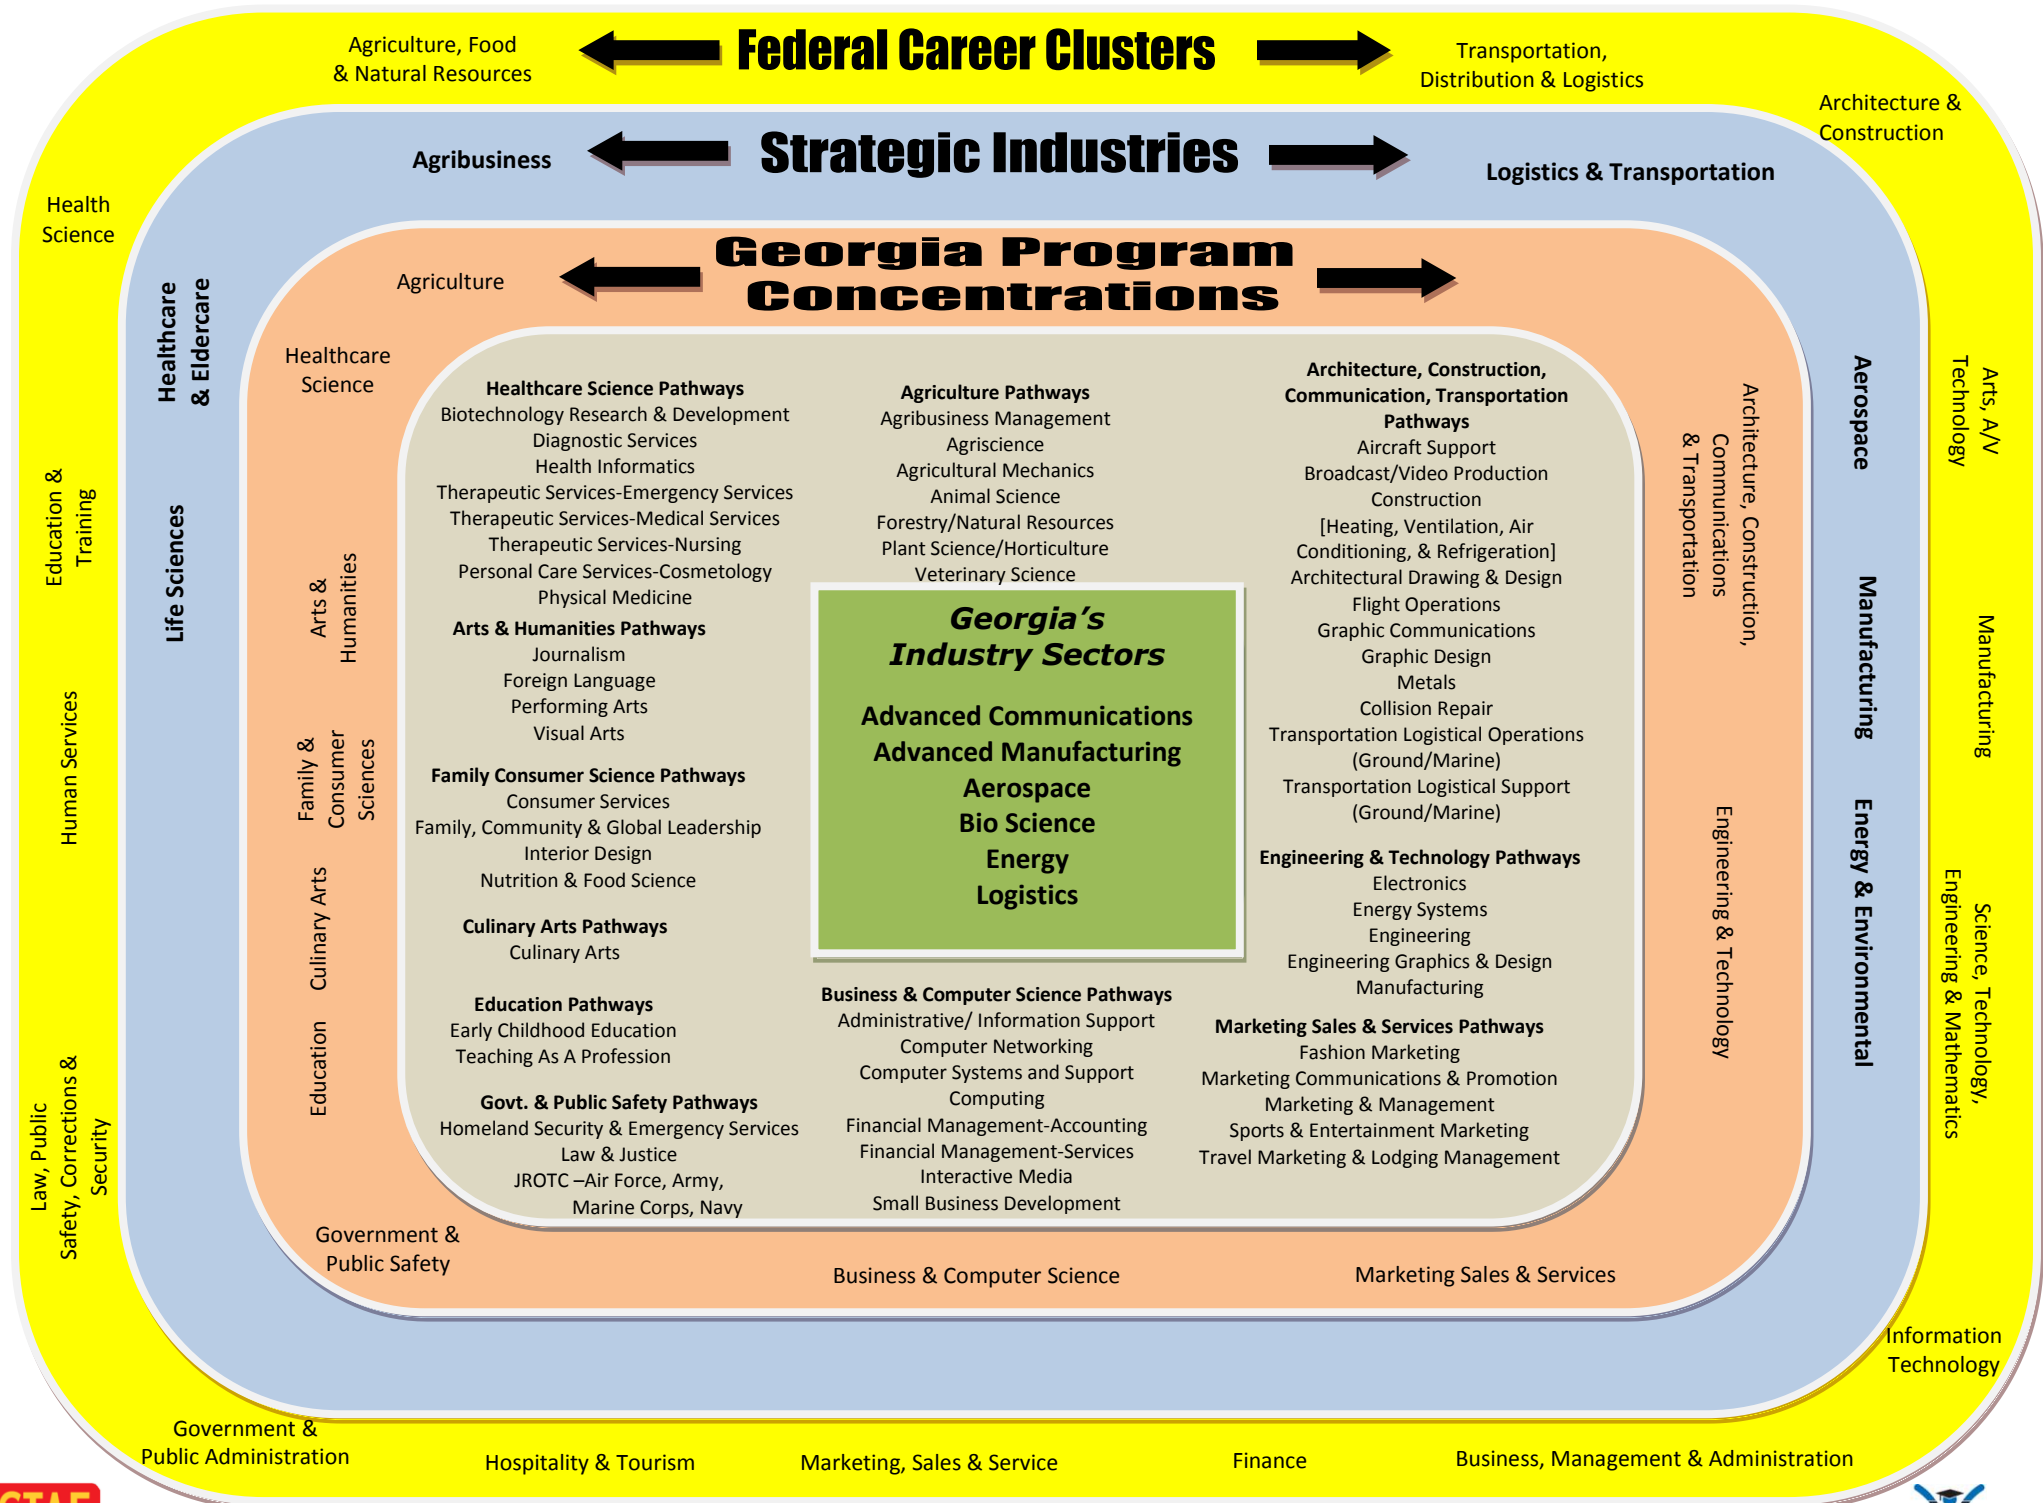 Federal Career Clusters
Agriculture, Food
& Natural Resources
Transportation,
Distribution & Logistics
Architecture &
Construction
Arts, A/V
Technology
Manufacturing
Science, Technology,
Engineering & Mathematics
Information
Technology
Business, Management & Administration
Finance
Marketing, Sales & Service
Hospitality & Tourism
Government &
Public Administration
Law, Public
Safety, Corrections &
Security
Human Services
Education &
Training
Health
Science
Strategic Industries
Agribusiness
Logistics & Transportation
Aerospace
Manufacturing
Energy & Environmental
Life Sciences
Healthcare
& Eldercare
Georgia Program
Concentrations
Agriculture
Healthcare
Science
Arts &
Humanities
Family &
Consumer
Sciences
Culinary Arts
Education
Government &
Public Safety
Business & Computer Science
Marketing Sales & Services
Engineering & Technology
Architecture, Construction,
Communications
& Transportation
Healthcare Science Pathways
Biotechnology Research & Development
Diagnostic Services
Health Informatics
Therapeutic Services-Emergency Services
Therapeutic Services-Medical Services
Therapeutic Services-Nursing
Personal Care Services-Cosmetology
Physical Medicine
Arts & Humanities Pathways
Journalism
Foreign Language
Performing Arts
Visual Arts
Family Consumer Science Pathways
Consumer Services
Family, Community & Global Leadership
Interior Design
Nutrition & Food Science
Culinary Arts Pathways
Culinary Arts
Education Pathways
Early Childhood Education
Teaching As A Profession
Govt. & Public Safety Pathways
Homeland Security & Emergency Services
Law & Justice
JROTC –Air Force, Army,
Marine Corps, Navy
Agriculture Pathways
Agribusiness Management
Agriscience
Agricultural Mechanics
Animal Science
Forestry/Natural Resources
Plant Science/Horticulture
Veterinary Science
Georgia's
Industry Sectors
Advanced Communications
Advanced Manufacturing
Aerospace
Bio Science
Energy
Logistics
Business & Computer Science Pathways
Administrative/ Information Support
Computer Networking
Computer Systems and Support
Computing
Financial Management-Accounting
Financial Management-Services
Interactive Media
Small Business Development
Architecture, Construction,
Communication, Transportation
Pathways
Aircraft Support
Broadcast/Video Production
Construction
[Heating, Ventilation, Air
Conditioning, & Refrigeration]
Architectural Drawing & Design
Flight Operations
Graphic Communications
Graphic Design
Metals
Collision Repair
Transportation Logistical Operations
(Ground/Marine)
Transportation Logistical Support
(Ground/Marine)
Engineering & Technology Pathways
Electronics
Energy Systems
Engineering
Engineering Graphics & Design
Manufacturing
Marketing Sales & Services Pathways
Fashion Marketing
Marketing Communications & Promotion
Marketing & Management
Sports & Entertainment Marketing
Travel Marketing & Lodging Management